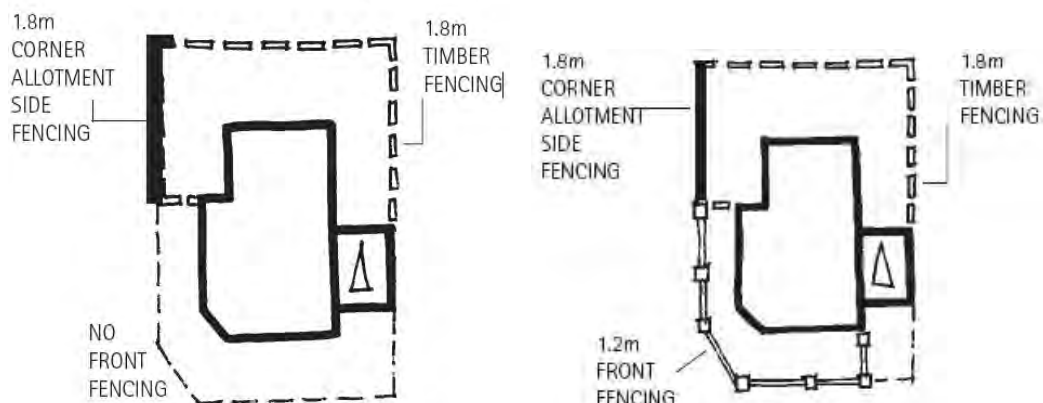 1.8m
CORNER
ALLOTMENT
SIDE
FENCING
1.8m
TIMBER
FENCING
NO
FRONT
FENCING
1.8m
CORNER
ALLOTMENT
SIDE
FENCING
1.8m
TIMBER
FENCING
1.2m
FRONT
FENCING